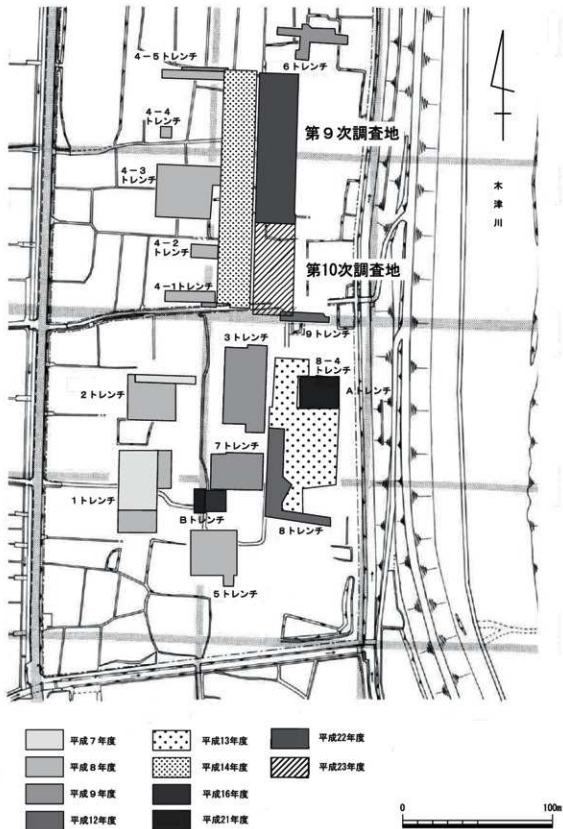 6トレンチ
4-5トレンチ
4-4
トレンチ
第9次調査地
4-3
トレンチ
木津川
4-2
トレンチ
第10次調査地
4-1トレンチ
9トレンチ
3トレンチ
8-4
トレンチ
Aトレンチ
2トレンチ
7トレンチ
1トレンチ
Bトレンチ
8トレンチ
5トレンチ
平成7年度
平成8年度
平成9年度
平成12年度
平成13年度
平成14年度
平成16年度
平成21年度
平成22年度
平成23年度
0 100m